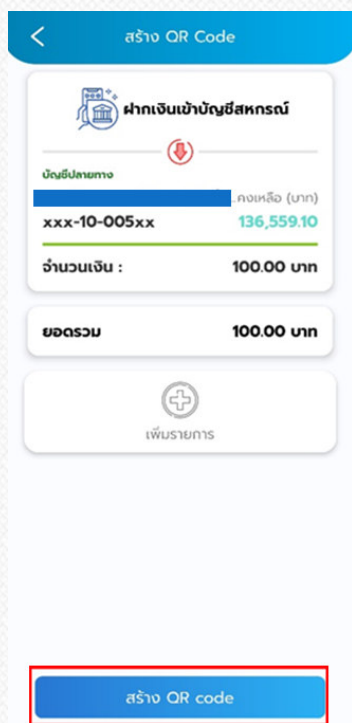 สร้าง QR Code
ฝากเงินเข้าบัญชีสหกรณ์
บัญชีปลายทาง
คงเหลือ (บาท)
xxx-10-005xx 136,559.10
จำนวนเงิน : 100.00 บาท
ยอดรวม 100.00 บาท
เพิ่มรายการ
สร้าง QR code